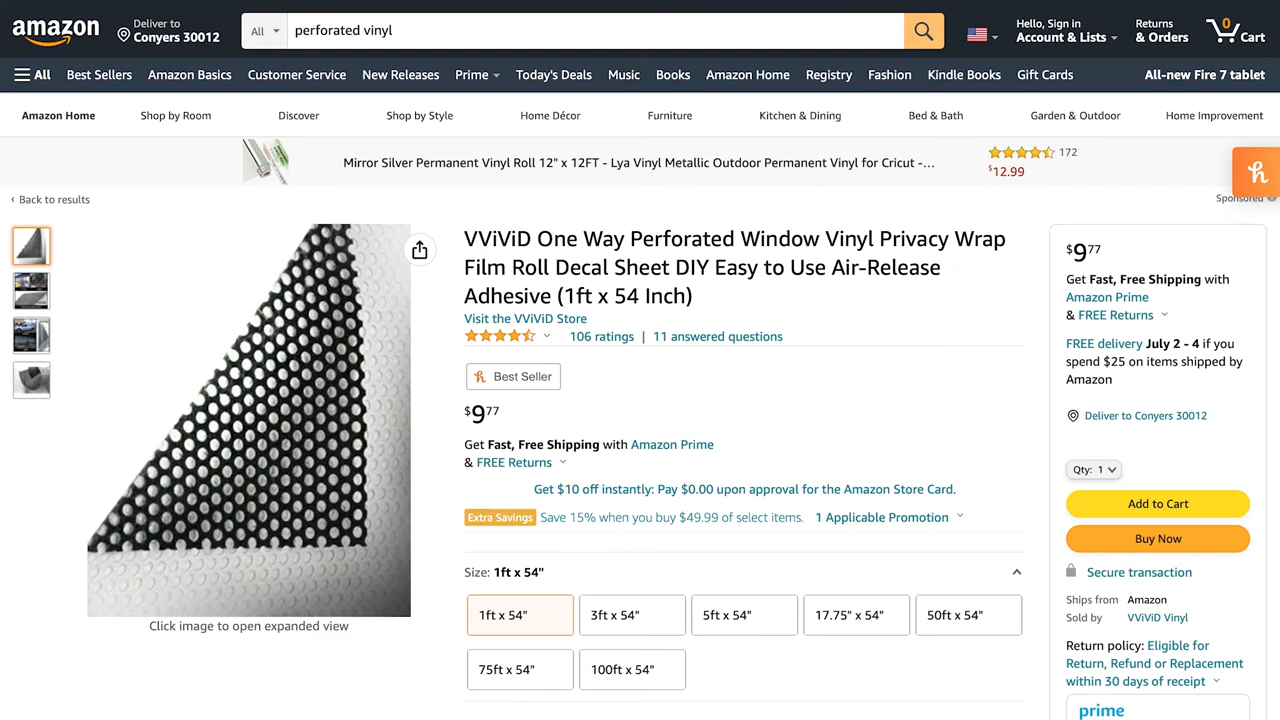 amazon
Deliver to
Conyers 30012
All
perforated vinyl
Hello, Sign in
Account & Lists
Returns
& Orders
0
Cart
All
Best Sellers
Amazon Basics
Customer Service
New Releases
Prime
Today's Deals
Music
Books
Amazon Home
Registry
Fashion
Kindle Books
Gift Cards
All-new Fire 7 tablet
Amazon Home
Shop by Room
Discover
Shop by Style
Home Décor
Furniture
Kitchen & Dining
Bed & Bath
Garden & Outdoor
Home Improvement
Mirror Silver Permanent Vinyl Roll 12" x 12FT - Lya Vinyl Metallic Outdoor Permanent Vinyl for Cricut -…
172
$12.99
h
Sponsored
‹ Back to results
VViViD One Way Perforated Window Vinyl Privacy Wrap
Film Roll Decal Sheet DIY Easy to Use Air-Release
Adhesive (1ft x 54 Inch)
Visit the VViViD Store
106 ratings | 11 answered questions
h Best Seller
$977
Get Fast, Free Shipping with Amazon Prime
& FREE Returns
Get $10 off instantly: Pay $0.00 upon approval for the Amazon Store Card.
Extra Savings Save 15% when you buy $49.99 of select items. 1 Applicable Promotion
Size: 1ft x 54"
1ft x 54"
3ft x 54"
5ft x 54"
17.75" x 54"
50ft x 54"
75ft x 54"
100ft x 54"
Click image to open expanded view
$977
Get Fast, Free Shipping with
Amazon Prime
& FREE Returns
FREE delivery July 2 - 4 if you
spend $25 on items shipped by
Amazon
Deliver to Conyers 30012
Qty: 1
Add to Cart
Buy Now
Secure transaction
Ships from Amazon
Sold by VViViD Vinyl
Return policy: Eligible for
Return, Refund or Replacement
within 30 days of receipt
prime